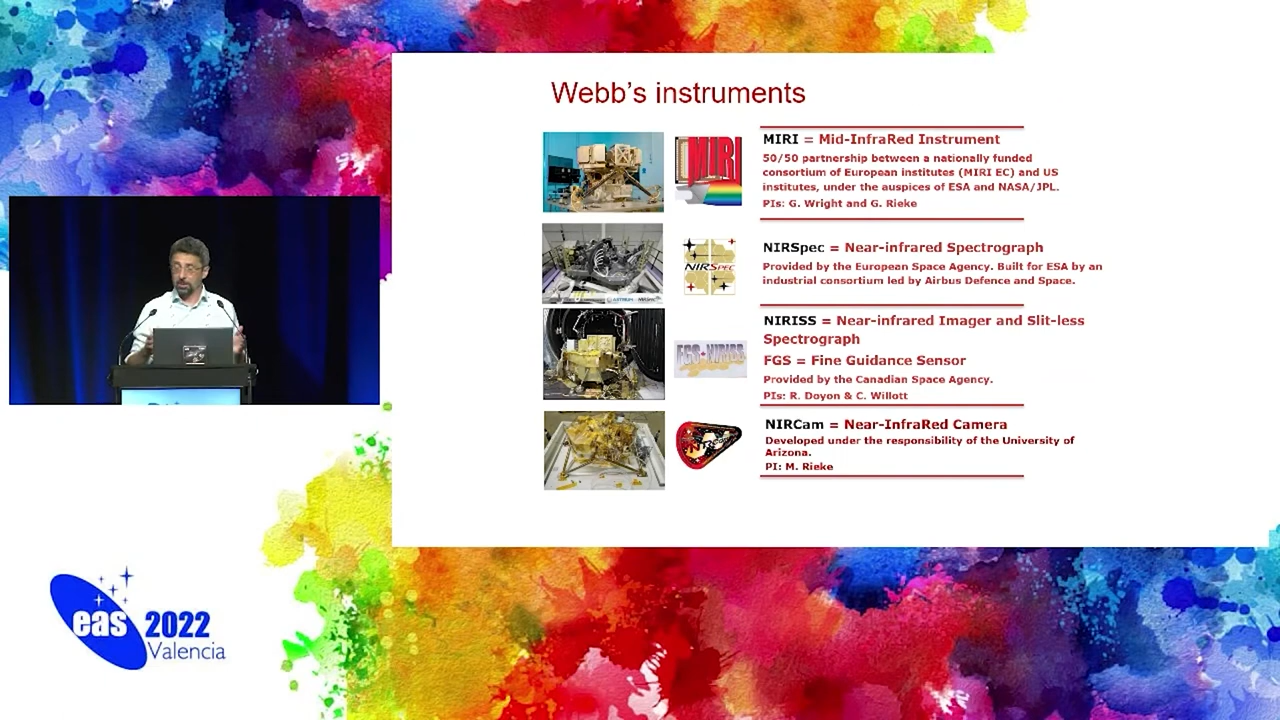 Webb's instruments
MIRI
MIRI = Mid-InfraRed Instrument
50/50 partnership between a nationally funded
consortium of European institutes (MIRI EC) and US
institutes, under the auspices of ESA and NASA/JPL.
PIs: G. Wright and G. Rieke
NIRSpec
NIRSpec = Near-infrared Spectrograph
Provided by the European Space Agency. Built for ESA by an
industrial consortium led by Airbus Defence and Space.
FGS NIRISS
NIRISS = Near-infrared Imager and Slit-less
Spectrograph
FGS = Fine Guidance Sensor
Provided by the Canadian Space Agency.
PIs: R. Doyon & C. Willott
NIRCam = Near-InfraRed Camera
Developed under the responsibility of the University of
Arizona.
PI: M. Rieke
eas 2022
Valencia